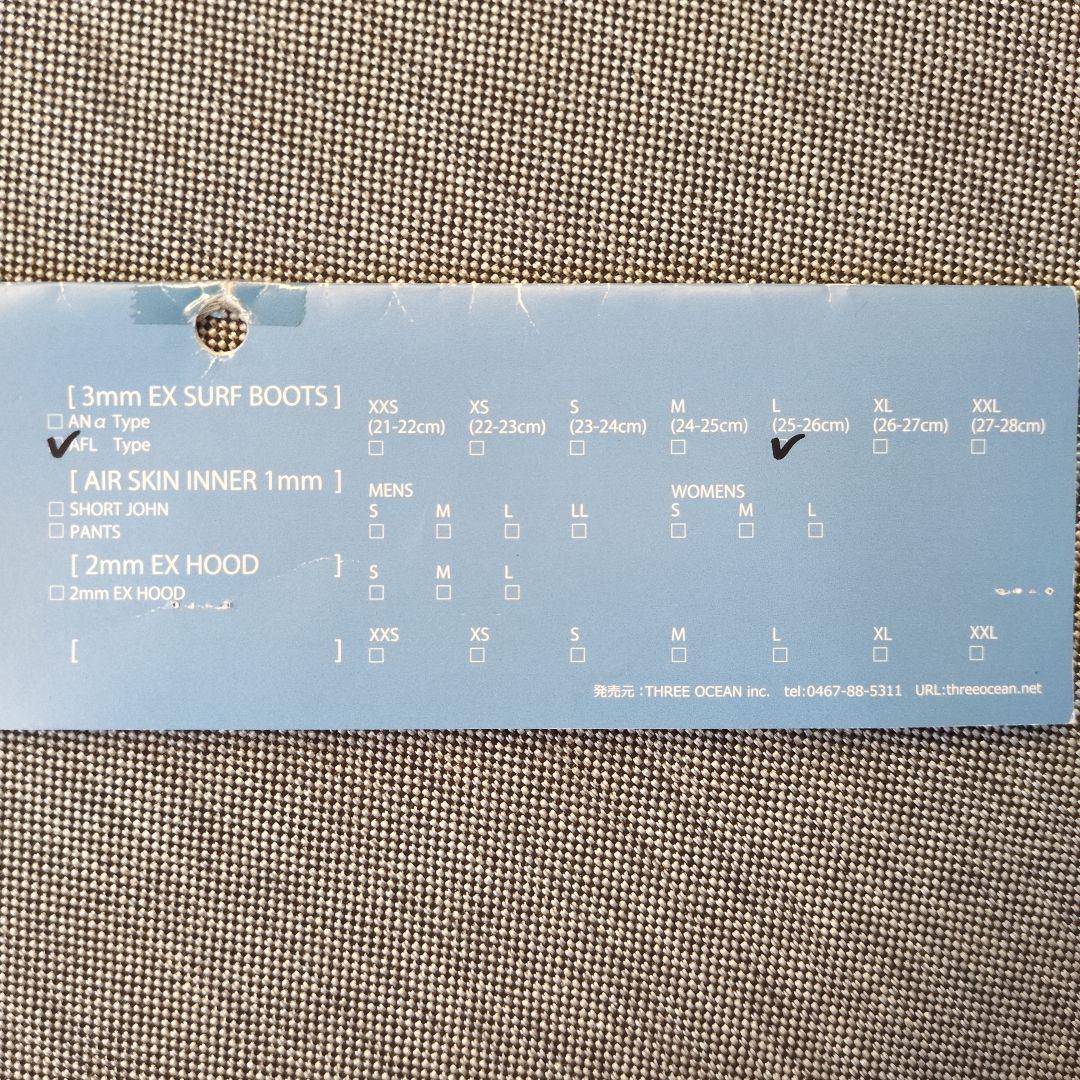 [ 3mm EX SURF BOOTS ]
□ ANα Type
✔ AFL Type
XXS XS S M L XL XXL
(21-22cm) (22-23cm) (23-24cm) (24-25cm) (25-26cm) (26-27cm) (27-28cm)
□ □ □ □ ✔ □ □
[ AIR SKIN INNER 1mm ]
□ SHORT JOHN
□ PANTS
MENS WOMENS
S M L LL S M L
□ □ □ □ □ □ □
[ 2mm EX HOOD ]
□ 2mm EX HOOD
S M L
□ □ □
[ ]
XXS XS S M L XL XXL
□ □ □ □ □ □ □
発売元：THREE OCEAN inc. tel:0467-88-5311 URL:threeocean.net